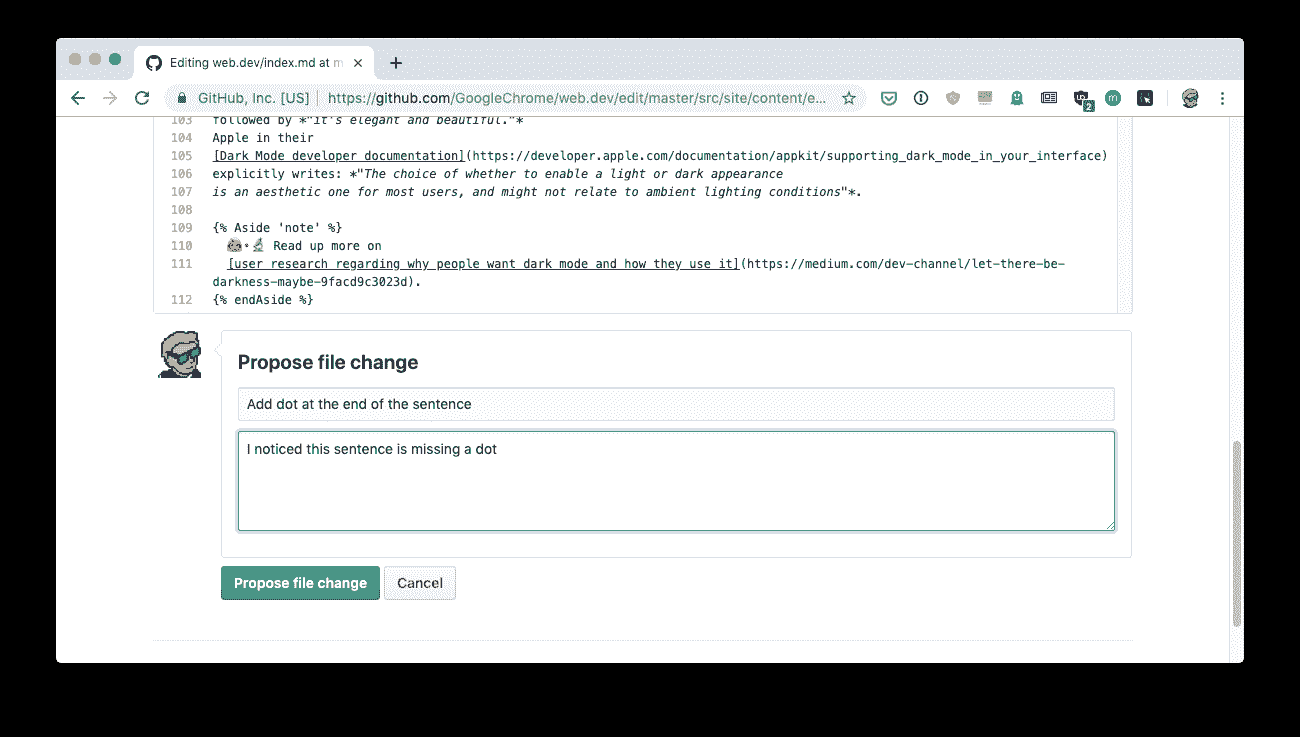 Editing web.dev/index.md at m
GitHub, Inc. [US] https://github.com/GoogleChrome/web.dev/edit/master/src/site/content/e...
2
m
103 followed by *"it's elegant and beautiful."*
104 Apple in their
105 [Dark Mode developer documentation](https://developer.apple.com/documentation/appkit/supporting_dark_mode_in_your_interface)
106 explicitly writes: *"The choice of whether to enable a light or dark appearance
107 is an aesthetic one for most users, and might not relate to ambient lighting conditions"*.
108
109 {% Aside 'note' %}
110 Read up more on
111 [user research regarding why people want dark mode and how they use it](https://medium.com/dev-channel/let-there-be-
darkness-maybe-9facd9c3023d).
112 {% endAside %}
Propose file change
Add dot at the end of the sentence
I noticed this sentence is missing a dot
Propose file change Cancel